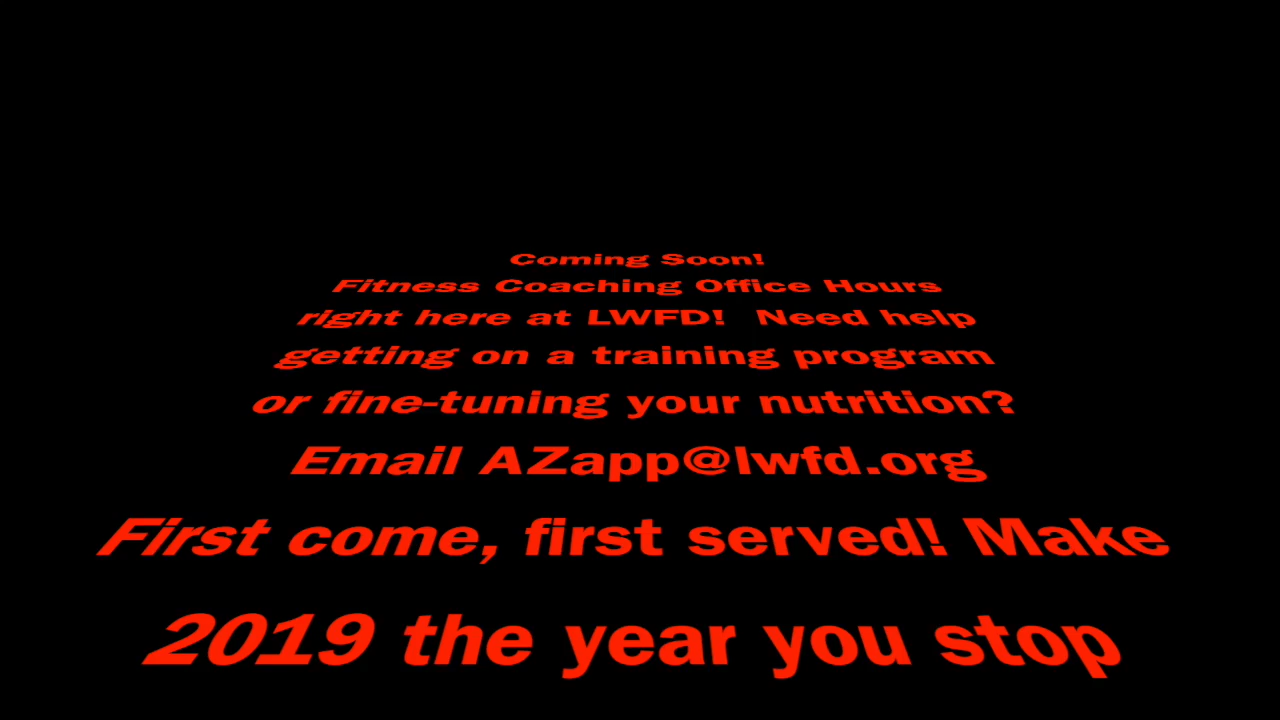 Coming Soon!
Fitness Coaching Office Hours
right here at LWFD!  Need help
getting on a training program
or fine-tuning your nutrition?
Email AZapp@lwfd.org
First come, first served! Make
2019 the year you stop